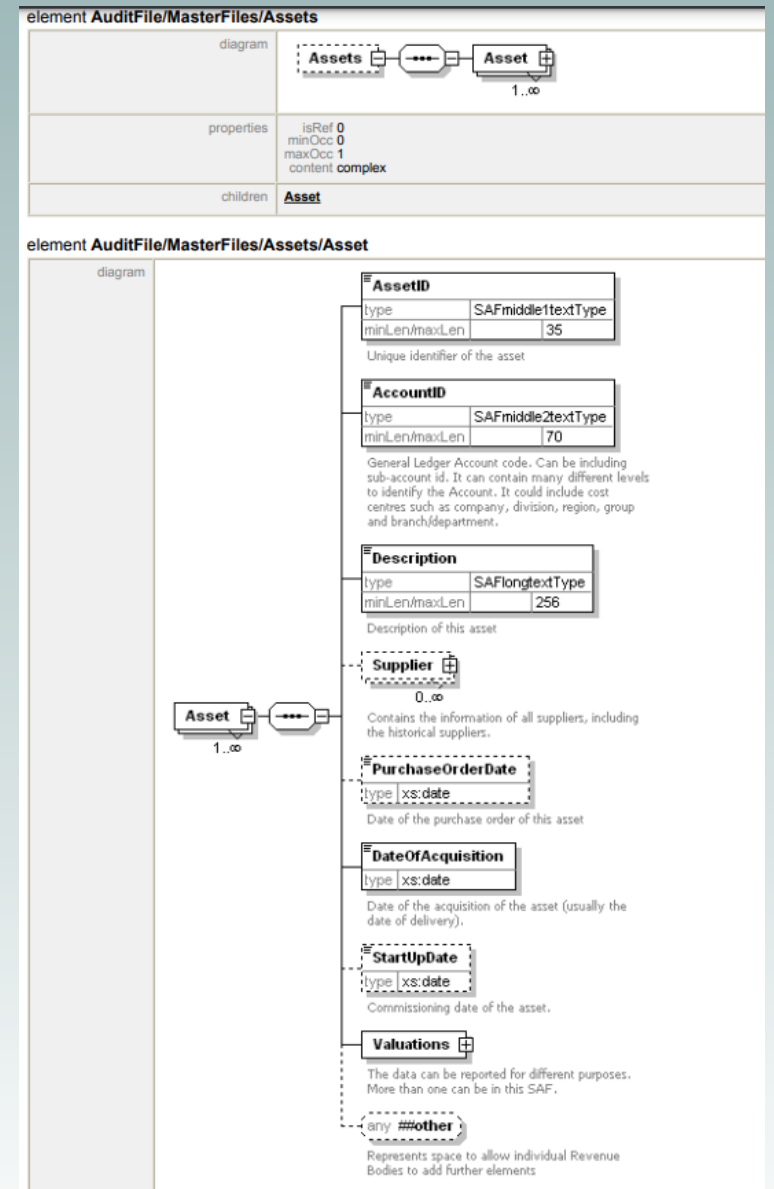 element AuditFile/MasterFiles/Assets
diagram
Assets
Asset
1..∞
properties
isRef 0
minOcc 0
maxOcc 1
content complex
children
Asset
element AuditFile/MasterFiles/Assets/Asset
diagram
AssetID
type SAFmiddle1textType
minLen/maxLen 35
Unique identifier of the asset
AccountID
type SAFmiddle2textType
minLen/maxLen 70
General Ledger Account code. Can be including
sub-account id. It can contain many different levels
to identify the Account. It could include cost
centres such as company, division, region, group
and branch/department.
Description
type SAFlongtextType
minLen/maxLen 256
Description of this asset
Supplier
0..∞
Contains the information of all suppliers, including
the historical suppliers.
Asset
1..∞
PurchaseOrderDate
type xs:date
Date of the purchase order of this asset
DateOfAcquisition
type xs:date
Date of the acquisition of the asset (usually the
date of delivery).
StartUpDate
type xs:date
Commissioning date of the asset.
Valuations
The data can be reported for different purposes.
More than one can be in this SAF.
any ##other
Represents space to allow individual Revenue
Bodies to add further elements